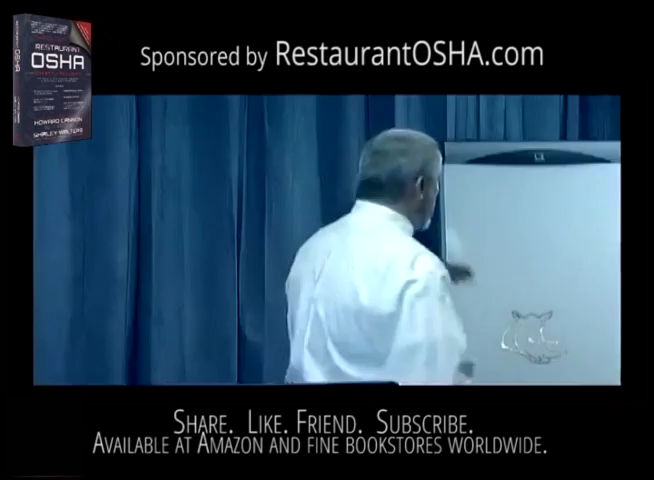 Sponsored by RestaurantOSHA.com
RESTAURANT
OSHA
HOWARD CANNON
SHIRLEY WALTERS
SHARE. LIKE. FRIEND. SUBSCRIBE.
AVAILABLE AT AMAZON AND FINE BOOKSTORES WORLDWIDE.